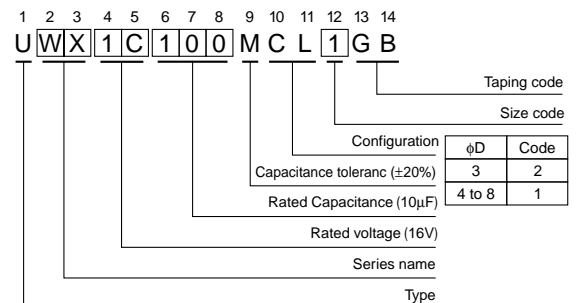 1 2 3 4 5 6 7 8 9 10 11 12 13 14
U W X 1 C 1 0 0 M C L 1 G B
Taping code
Size code
Configuration
ϕD Code
Capacitance toleranc (±20%)
3 2
Rated Capacitance (10µF)
4 to 8 1
Rated voltage (16V)
Series name
Type